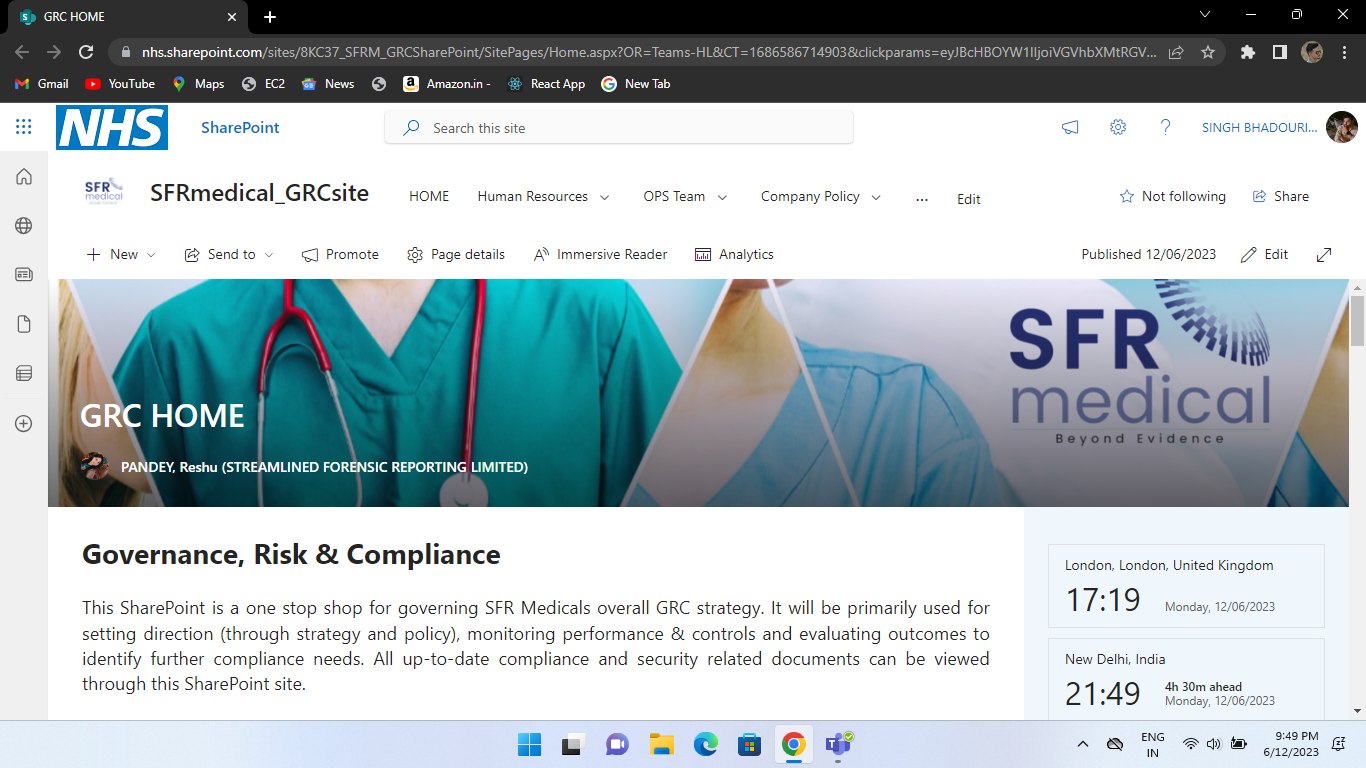 GRC HOME
nhs.sharepoint.com/sites/8KC37_SFRM_GRCSharePoint/SitePages/Home.aspx?OR=Teams-HL&CT=1686586714903&clickparams=eyJBcHBOYW1lIjoiVGVhbXMtRGV...
Gmail YouTube Maps EC2 News Amazon.in - React App New Tab
NHS SharePoint Search this site ? SINGH BHADOURI...
SFR medical SFRmedical_GRCsite HOME Human Resources OPS Team Company Policy ... Edit Not following Share
New Send to Promote Page details Immersive Reader Analytics Published 12/06/2023 Edit
SFR
medical
Beyond Evidence
GRC HOME
PANDEY, Reshu (STREAMLINED FORENSIC REPORTING LIMITED)
Governance, Risk & Compliance
This SharePoint is a one stop shop for governing SFR Medicals overall GRC strategy. It will be primarily used for
setting direction (through strategy and policy), monitoring performance & controls and evaluating outcomes to
identify further compliance needs. All up-to-date compliance and security related documents can be viewed
through this SharePoint site.
London, London, United Kingdom
17:19 Monday, 12/06/2023
New Delhi, India
21:49 4h 30m ahead
Monday, 12/06/2023
ENG
IN
9:49 PM
6/12/2023